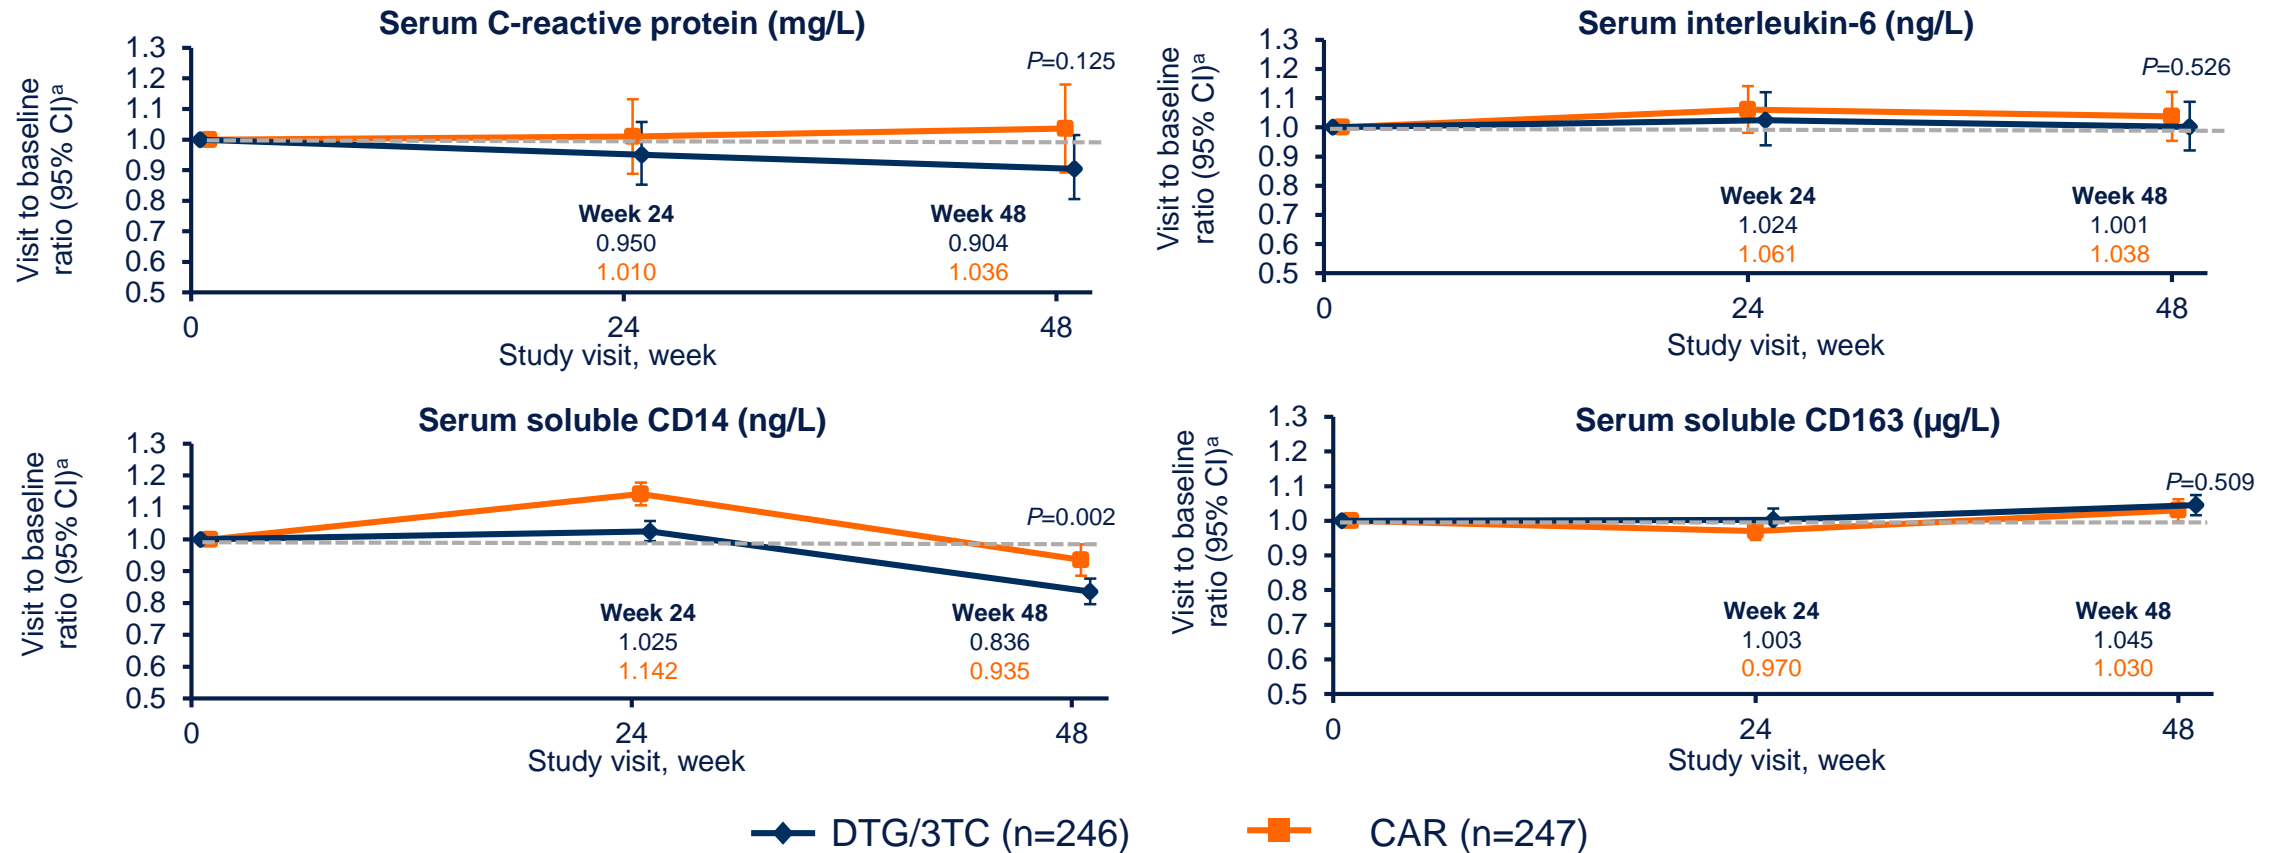 Serum C-reactive protein (mg/L)
Visit to baseline
ratio (95% CI)ᵃ
1.3
1.2
1.1
1.0
0.9
0.8
0.7
0.6
0.5
P=0.125
Week 24
0.950
1.010
Week 48
0.904
1.036
0
24
48
Study visit, week
Serum interleukin-6 (ng/L)
Visit to baseline
ratio (95% CI)ᵃ
1.3
1.2
1.1
1.0
0.9
0.8
0.7
0.6
0.5
P=0.526
Week 24
1.024
1.061
Week 48
1.001
1.038
0
24
48
Study visit, week
Serum soluble CD14 (ng/L)
Visit to baseline
ratio (95% CI)ᵃ
1.3
1.2
1.1
1.0
0.9
0.8
0.7
0.6
0.5
P=0.002
Week 24
1.025
1.142
Week 48
0.836
0.935
0
24
48
Study visit, week
Serum soluble CD163 (µg/L)
Visit to baseline
ratio (95% CI)ᵃ
1.3
1.2
1.1
1.0
0.9
0.8
0.7
0.6
0.5
P=0.509
Week 24
1.003
0.970
Week 48
1.045
1.030
0
24
48
Study visit, week
DTG/3TC (n=246)
CAR (n=247)